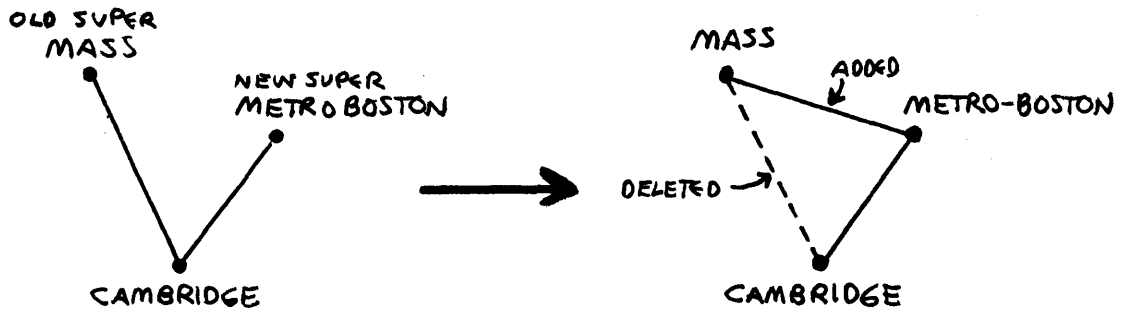 OLD SUPER
MASS
NEW SUPER
METRO BOSTON
CAMBRIDGE
MASS
ADDED
METRO-BOSTON
DELETED
CAMBRIDGE